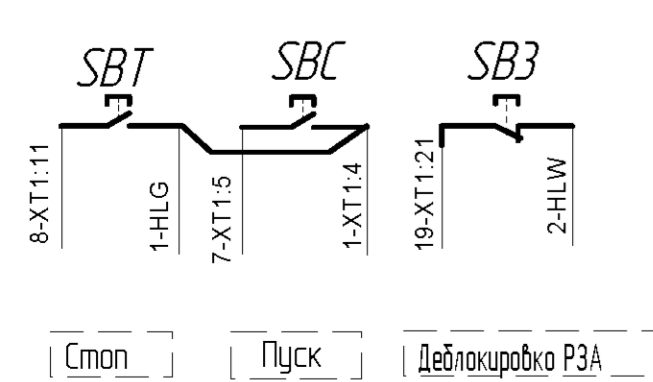 SBT SBC SB3
8-XT1:11
1-HLG
7-XT1:5
1-XT1:4
19-XT1:21
2-HLW
Стоп Пуск Деблокировка РЗА